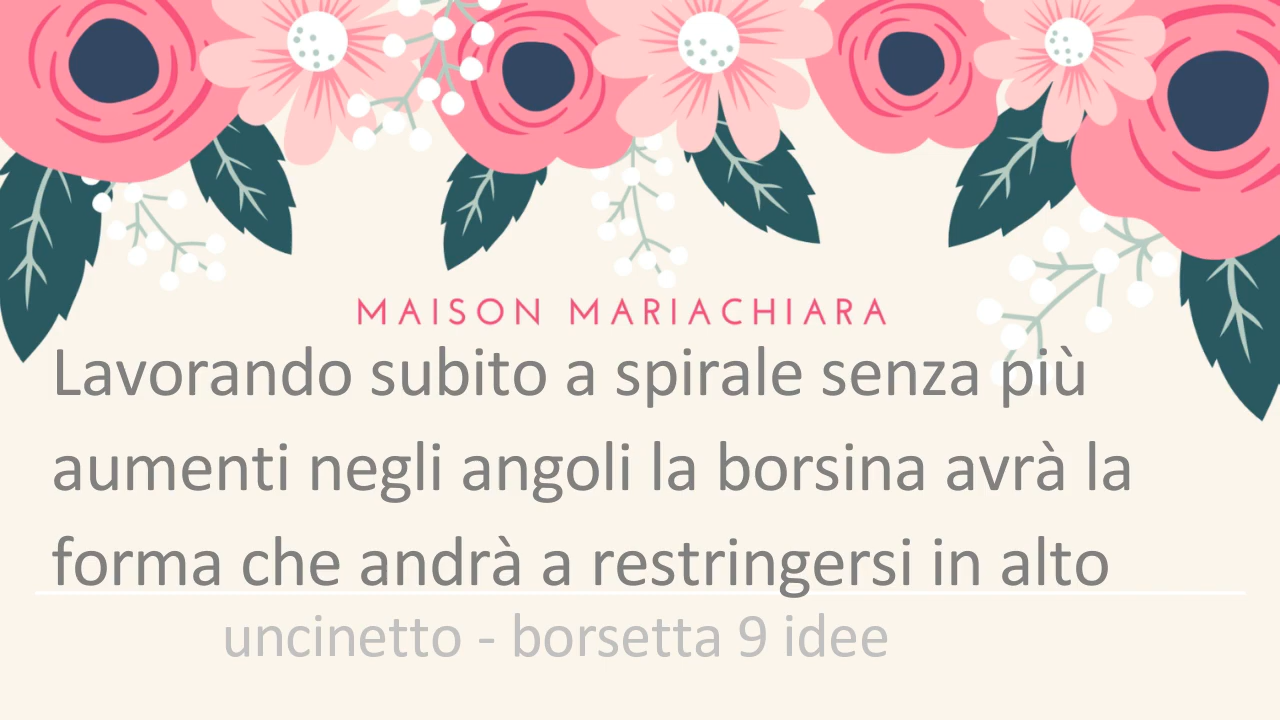 MAISON MARIACHIARA
Lavorando subito a spirale senza più
aumenti negli angoli la borsina avrà la
forma che andrà a restringersi in alto
uncinetto - borsetta 9 idee